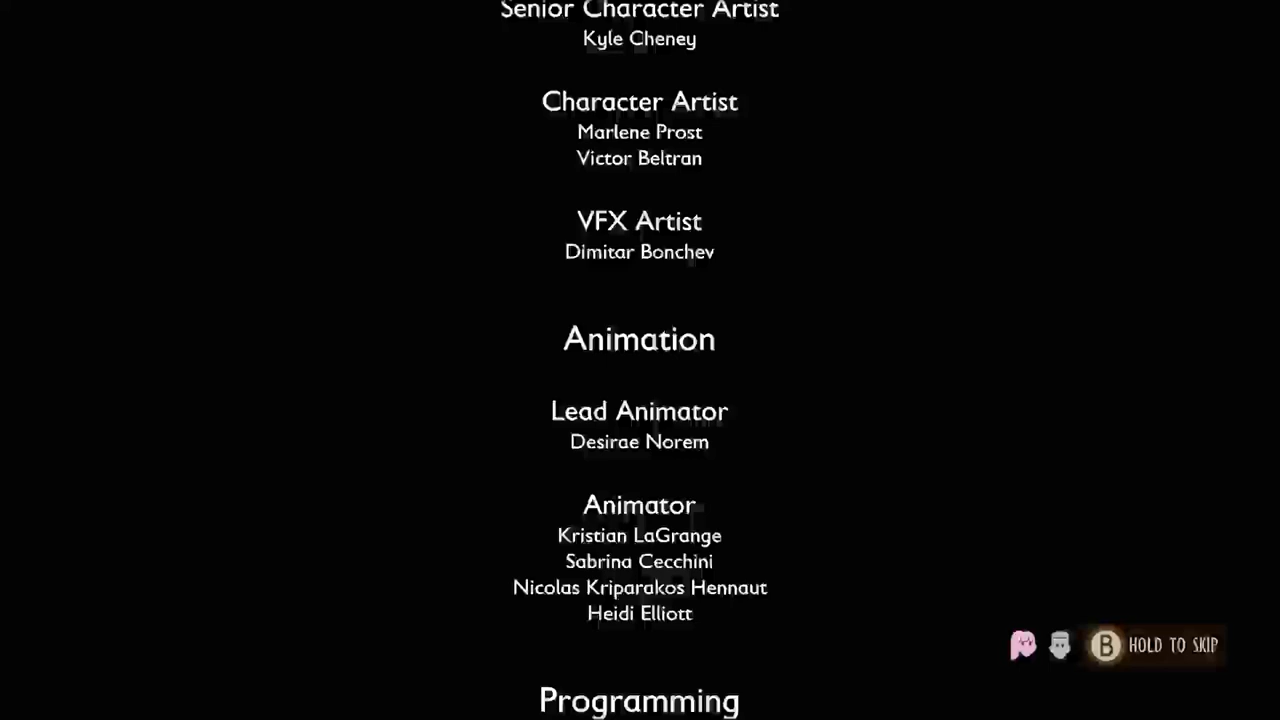 Senior Character Artist
Kyle Cheney
Character Artist
Marlene Prost
Victor Beltran
VFX Artist
Dimitar Bonchev
Animation
Lead Animator
Desirae Norem
Animator
Kristian LaGrange
Sabrina Cecchini
Nicolas Kriparakos Hennaut
Heidi Elliott
B HOLD TO SKIP
Programming